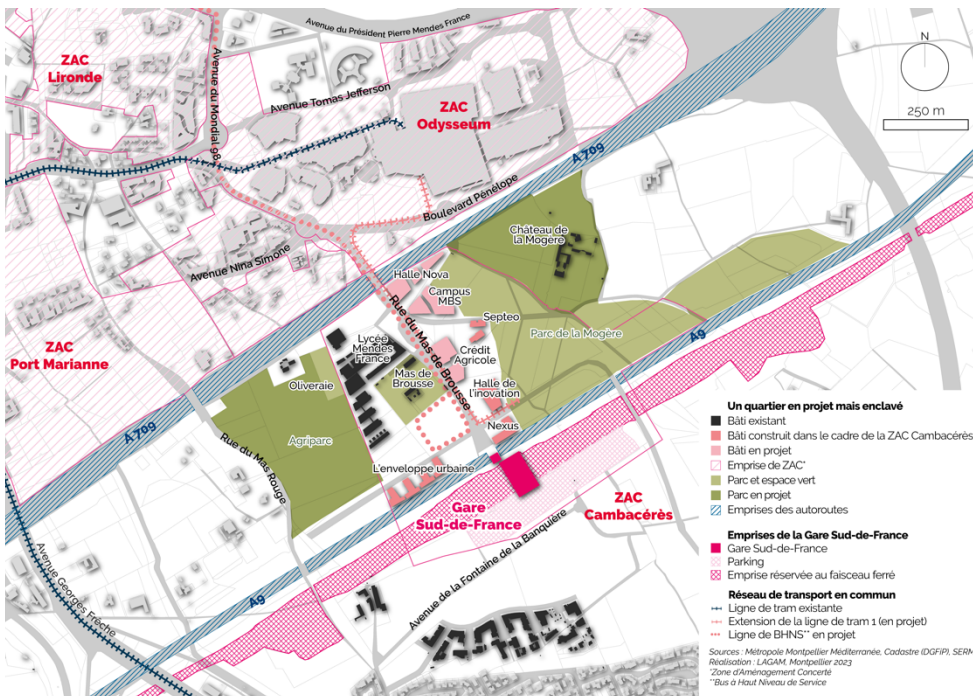 Avenue du Président Pierre Mendes France
ZAC
Lironde
Avenue du Mondial 98
Avenue Tomas Jefferson
ZAC
Odysseum
N
250 m
A 709
Boulevard Pénélope
Château de
la Mogère
Avenue Nina Simone
Halle Nova
Campus
MBS
Rue du Mas de Brousse
Septeo
Parc de la Mogère
A9
ZAC
Port Marianne
Lycée
Mendes
France
Crédit
Agricole
Mas de
Brousse
Oliveraie
Halle de
l'inovation
Nexus
A 709
Agriparc
Rue du Mas Rouge
L'enveloppe urbaine
Gare
Sud-de-France
ZAC
Cambacérès
Avenue de la Fontaine de la Banquière
A9
Avenue Georges Frêche
Un quartier en projet mais enclavé
Bâti existant
Bâti construit dans le cadre de la ZAC Cambacérès
Bâti en projet
Emprise de ZAC*
Parc et espace vert
Parc en projet
Emprises des autoroutes
Emprises de la Gare Sud-de-France
Gare Sud-de-France
Parking
Emprise réservée au faisceau ferré
Réseau de transport en commun
Ligne de tram existante
Extension de la ligne de tram 1 (en projet)
Ligne de BHNS** en projet
Sources : Métropole Montpellier Méditerranée, Cadastre (DGFiP), SERM
Réalisation : LAGAM, Montpellier 2023
*Zone d'Aménagement Concerté
**Bus à Haut Niveau de Service